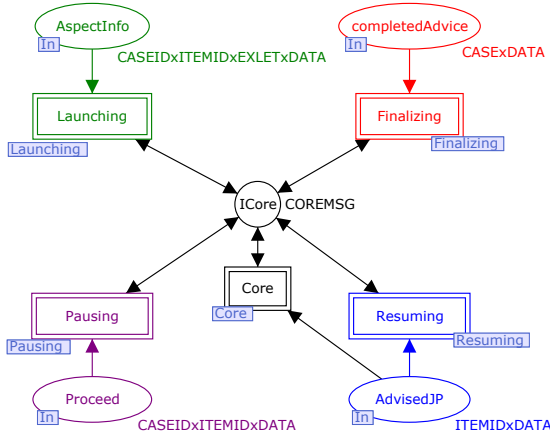 AspectInfo
In
CASEIDxITEMIDxEXLETxDATA
completedAdvice
In
CASExDATA
Launching
Launching
Finalizing
Finalizing
ICore
COREMSG
Core
Core
Pausing
Pausing
Resuming
Resuming
Proceed
In
CASEIDxITEMIDxDATA
AdvisedJP
In
ITEMIDxDATA